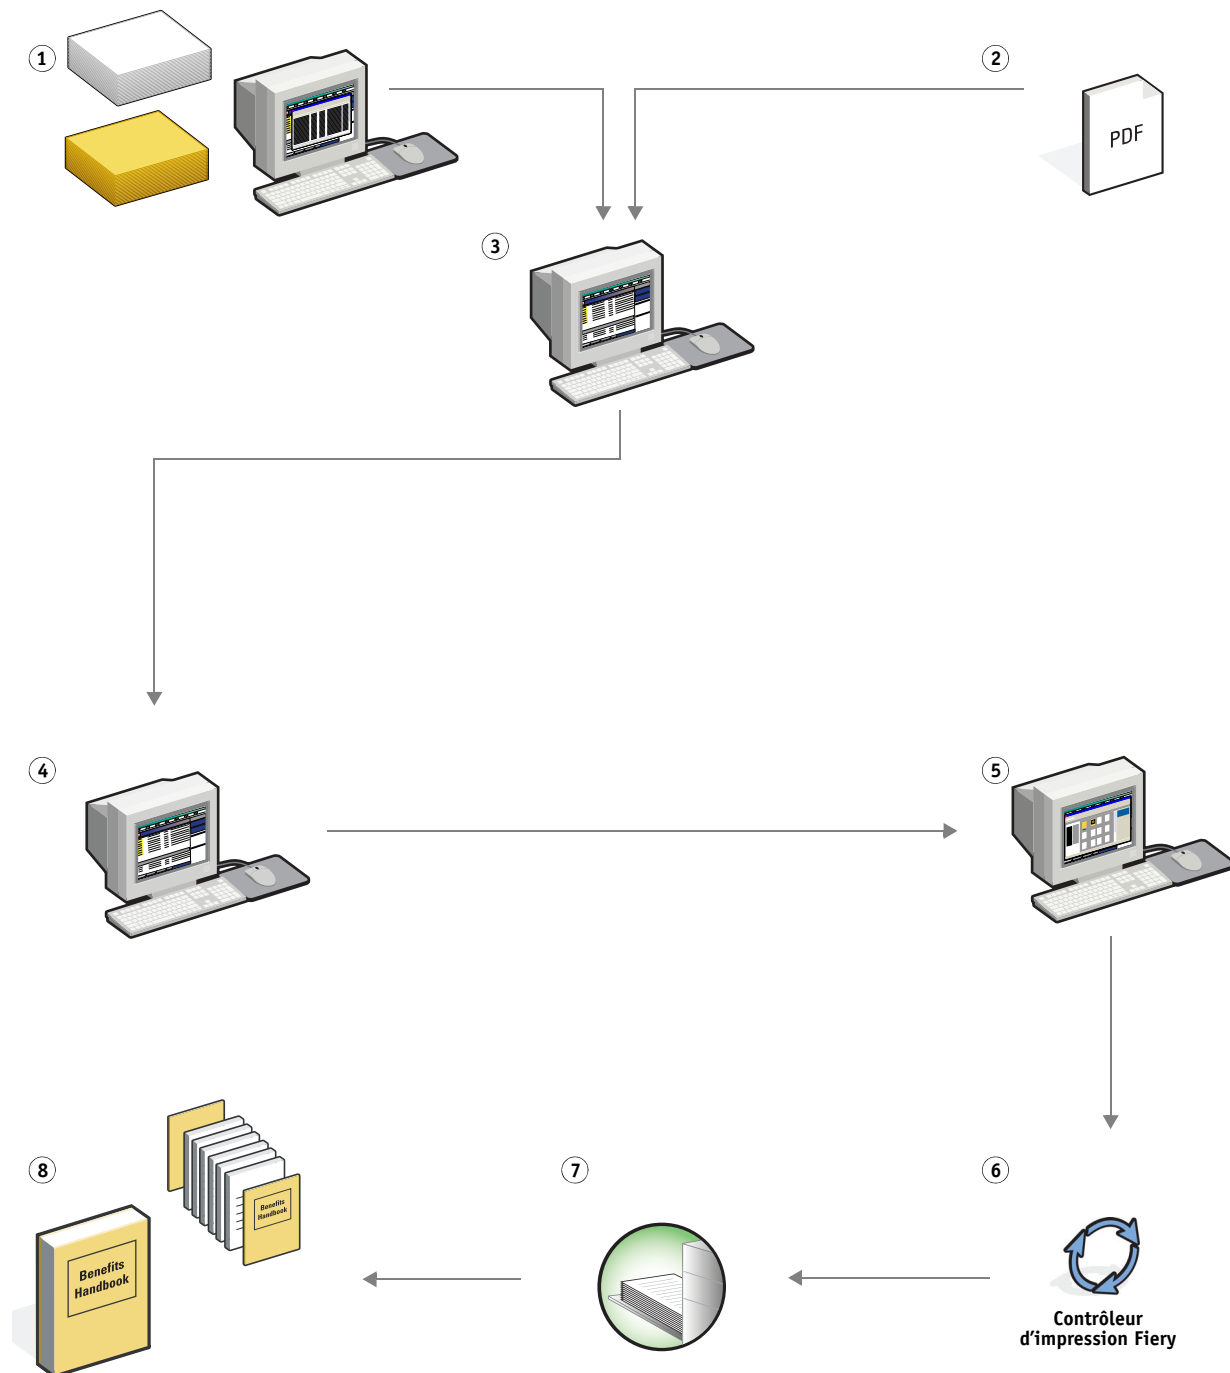 1
2
PDF
3
4
5
8
Benefits
Handbook
Benefits
Handbook
7
6
Contrôleur
d'impression Fiery